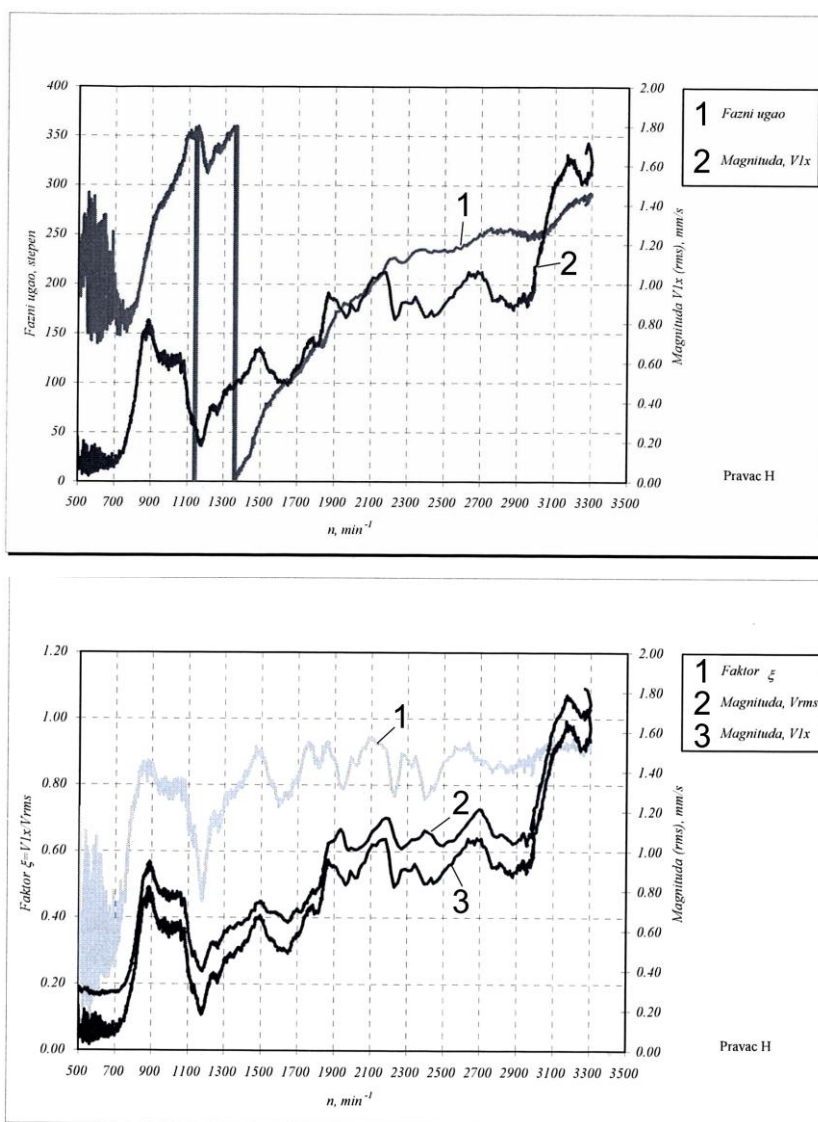 400
350
300
250
200
150
100
50
0
Fazni ugao, stepen
500 700 900 1100 1300 1500 1700 1900 2100 2300 2500 2700 2900 3100 3300 3500
n, min⁻¹
2.00
1.80
1.60
1.40
1.20
1.00
0.80
0.60
0.40
0.20
0.00
Magnituda V1x (rms), mm/s
1
2
1 Fazni ugao
2 Magnituda, V1x
Pravac H
1.20
1.00
0.80
0.60
0.40
0.20
0.00
Faktor ξ=V1x/Vrms
500 700 900 1100 1300 1500 1700 1900 2100 2300 2500 2700 2900 3100 3300 3500
n, min⁻¹
2.00
1.80
1.60
1.40
1.20
1.00
0.80
0.60
0.40
0.20
0.00
Magnituda (rms), mm/s
1
2
3
1 Faktor ξ
2 Magnituda, Vrms
3 Magnituda, V1x
Pravac H